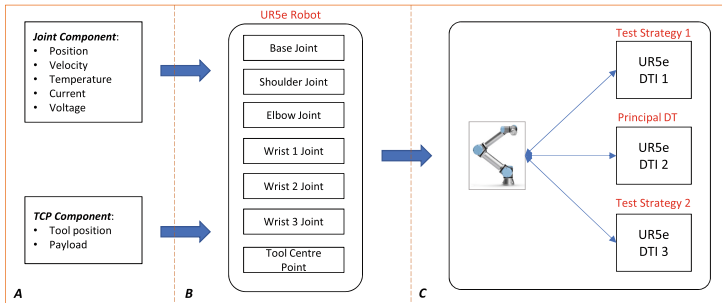 Joint Component:
• Position
• Velocity
• Temperature
• Current
• Voltage
TCP Component:
• Tool position
• Payload
A
UR5e Robot
Base Joint
Shoulder Joint
Elbow Joint
Wrist 1 Joint
Wrist 2 Joint
Wrist 3 Joint
Tool Centre
Point
B
Test Strategy 1
UR5e
DTI 1
Principal DT
UR5e
DTI 2
Test Strategy 2
UR5e
DTI 3
C